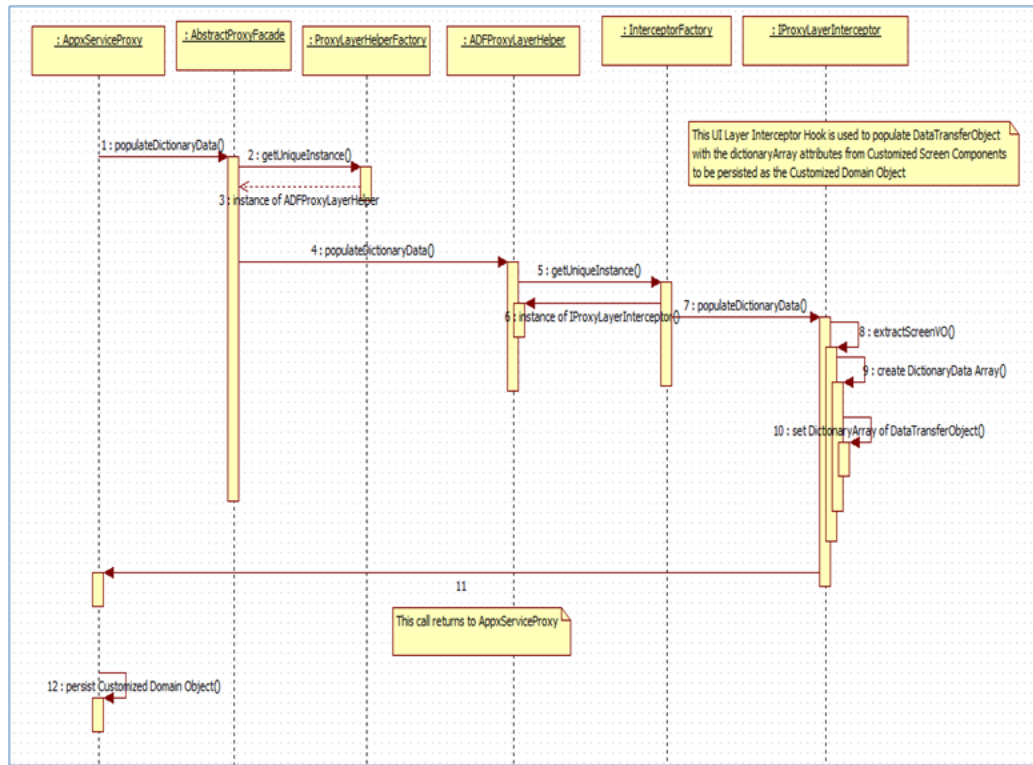 : AppxServiceProxy
: AbstractProxyFacade
: ProxyLayerHelperFactory
: ADFProxyLayerHelper
: InterceptorFactory
: IProxyLayerInterceptor
This UI Layer Interceptor Hook is used to populate DataTransferObject
with the dictionaryArray attributes from Customized Screen Components
to be persisted as the Customized Domain Object
1 : populateDictionaryData()
2 : getUniqueInstance()
3 : instance of ADFProxyLayerHelper
4 : populateDictionaryData()
5 : getUniqueInstance()
6 : instance of IProxyLayerInterceptor()
7 : populateDictionaryData()
8 : extractScreenVO()
9 : create DictionaryData Array()
10 : set DictionaryArray of DataTransferObject()
11
This call returns to AppxServiceProxy
12 : persist Customized Domain Object()